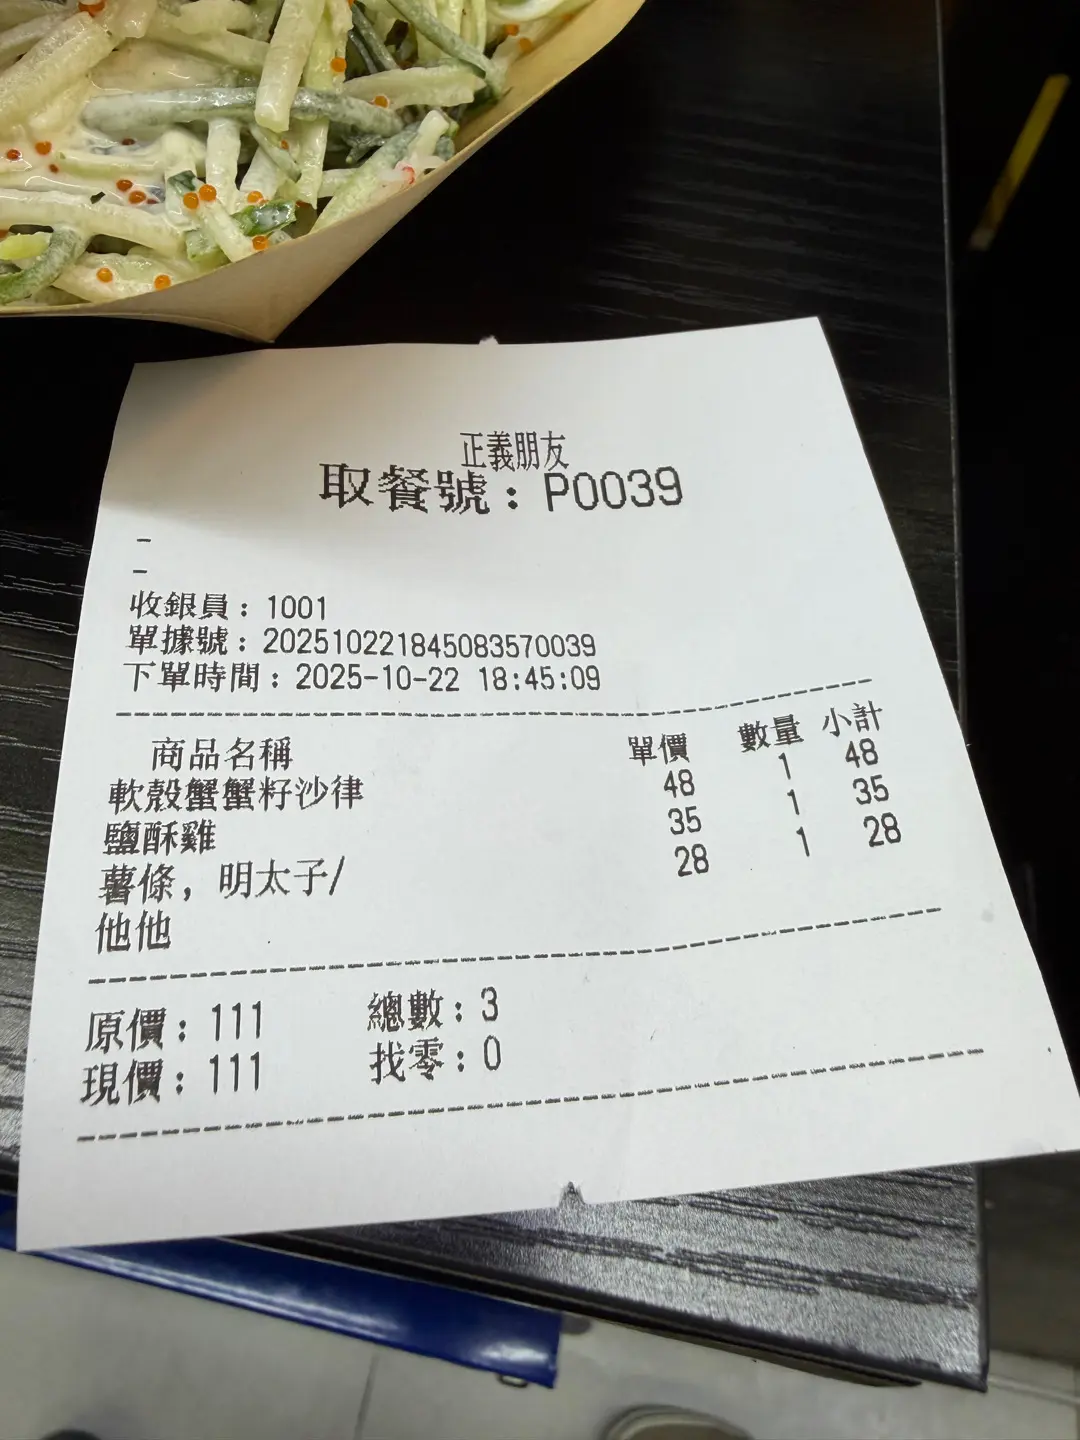 正義朋友
取餐號：P0039
-
-
收銀員：1001
單據號：202510221845083570039
下單時間：2025-10-22 18:45:09
商品名稱 單價 數量 小計
軟殼蟹蟹籽沙律 48 1 48
鹽酥雞 35 1 35
薯條，明太子/ 28 1 28
他他
原價：111 總數：3
現價：111 找零：0